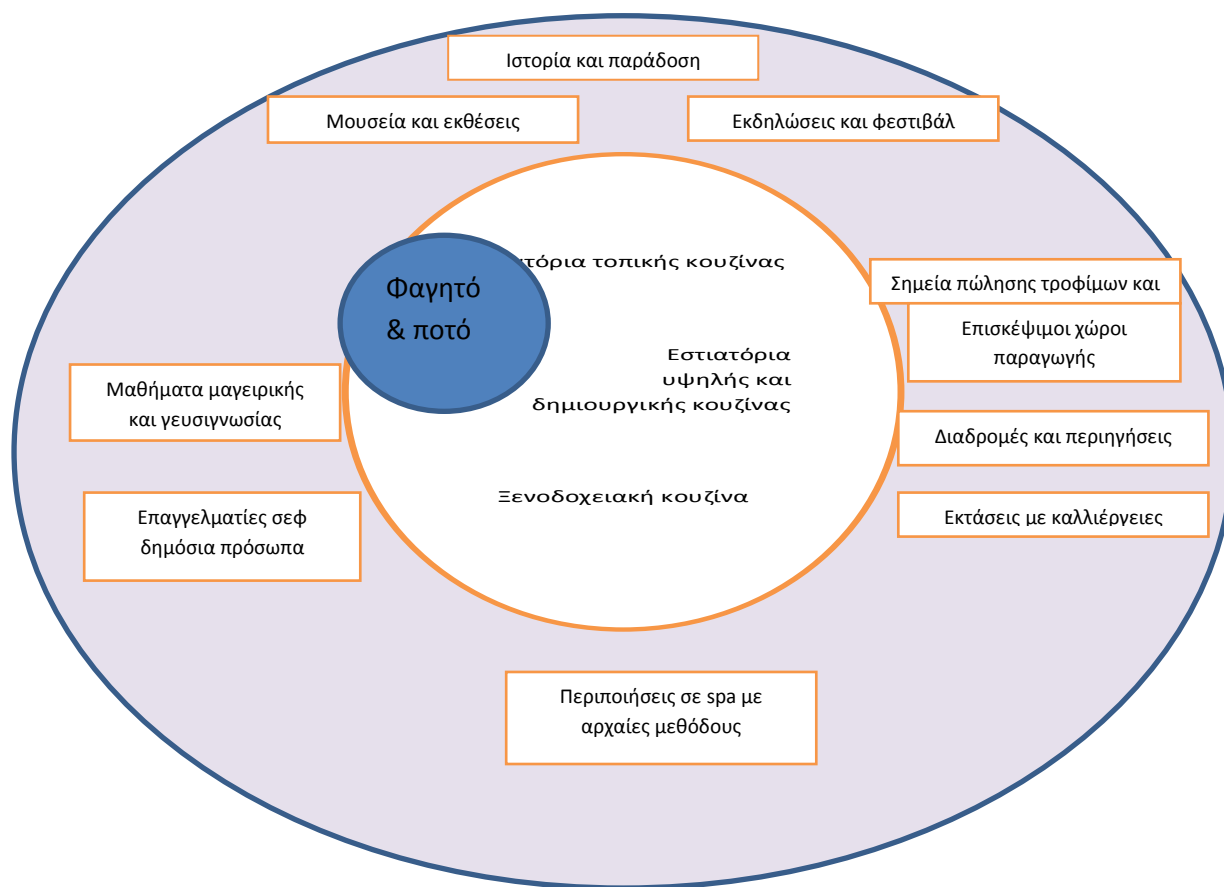 Ιστορία και παράδοση
Μουσεία και εκθέσεις
Εκδηλώσεις και φεστιβάλ
τόρια τοπικής κουζίνας
Φαγητό
& ποτό
Σημεία πώλησης τροφίμων και
Επισκέψιμοι χώροι
παραγωγής
Εστιατόρια
υψηλής και
δημιουργικής κουζίνας
Μαθήματα μαγειρικής
και γευσιγνωσίας
Διαδρομές και περιηγήσεις
Ξενοδοχειακή κουζίνα
Επαγγελματίες σεφ
δημόσια πρόσωπα
Εκτάσεις με καλλιέργειες
Περιποιήσεις σε spa με
αρχαίες μεθόδους